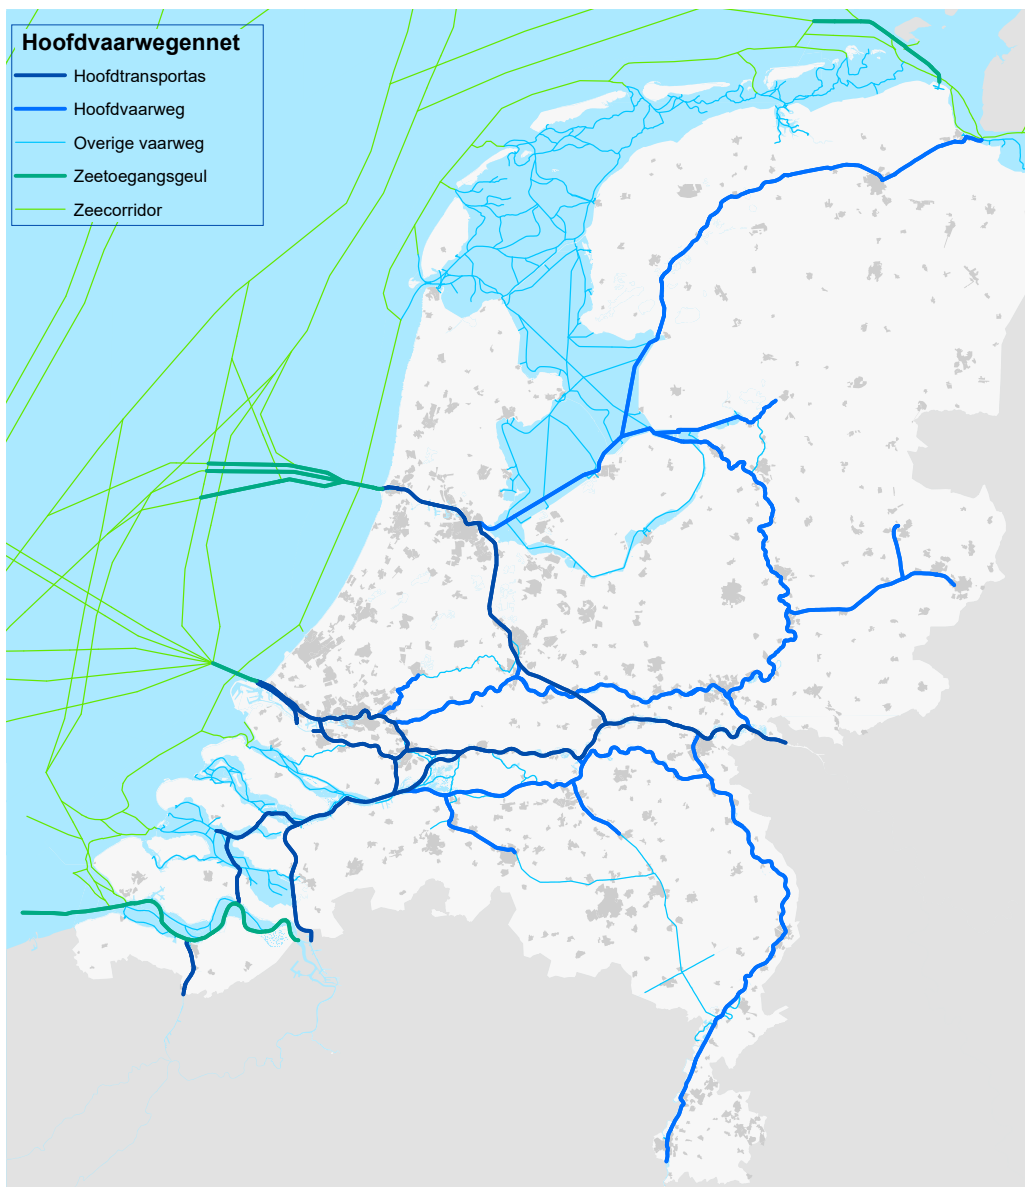 Hoofdvaarwegennet
Hoofdtransportas
Hoofdvaarweg
Overige vaarweg
Zeetoegangsgeul
Zeecorridor